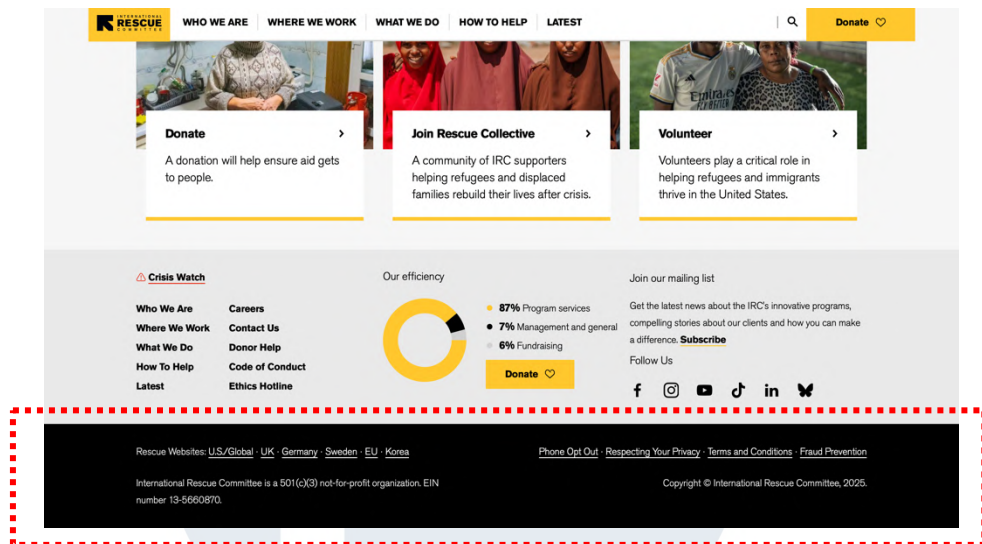 INTERNATIONAL
RESCUE
COMMITTEE
WHO WE ARE
WHERE WE WORK
WHAT WE DO
HOW TO HELP
LATEST
Donate
Emirates
FLY BETTER
Donate
A donation will help ensure aid gets
to people.
Join Rescue Collective
A community of IRC supporters
helping refugees and displaced
families rebuild their lives after crisis.
Volunteer
Volunteers play a critical role in
helping refugees and immigrants
thrive in the United States.
Crisis Watch
Who We Are
Where We Work
What We Do
How To Help
Latest
Careers
Contact Us
Donor Help
Code of Conduct
Ethics Hotline
Our efficiency
87% Program services
7% Management and general
6% Fundraising
Donate
Join our mailing list
Get the latest news about the IRC's innovative programs,
compelling stories about our clients and how you can make
a difference. Subscribe
Follow Us
Rescue Websites: U.S./Global · UK · Germany · Sweden · EU · Korea
International Rescue Committee is a 501(c)(3) not-for-profit organization. EIN
number 13-5660870.
Phone Opt Out · Respecting Your Privacy · Terms and Conditions · Fraud Prevention
Copyright © International Rescue Committee, 2025.